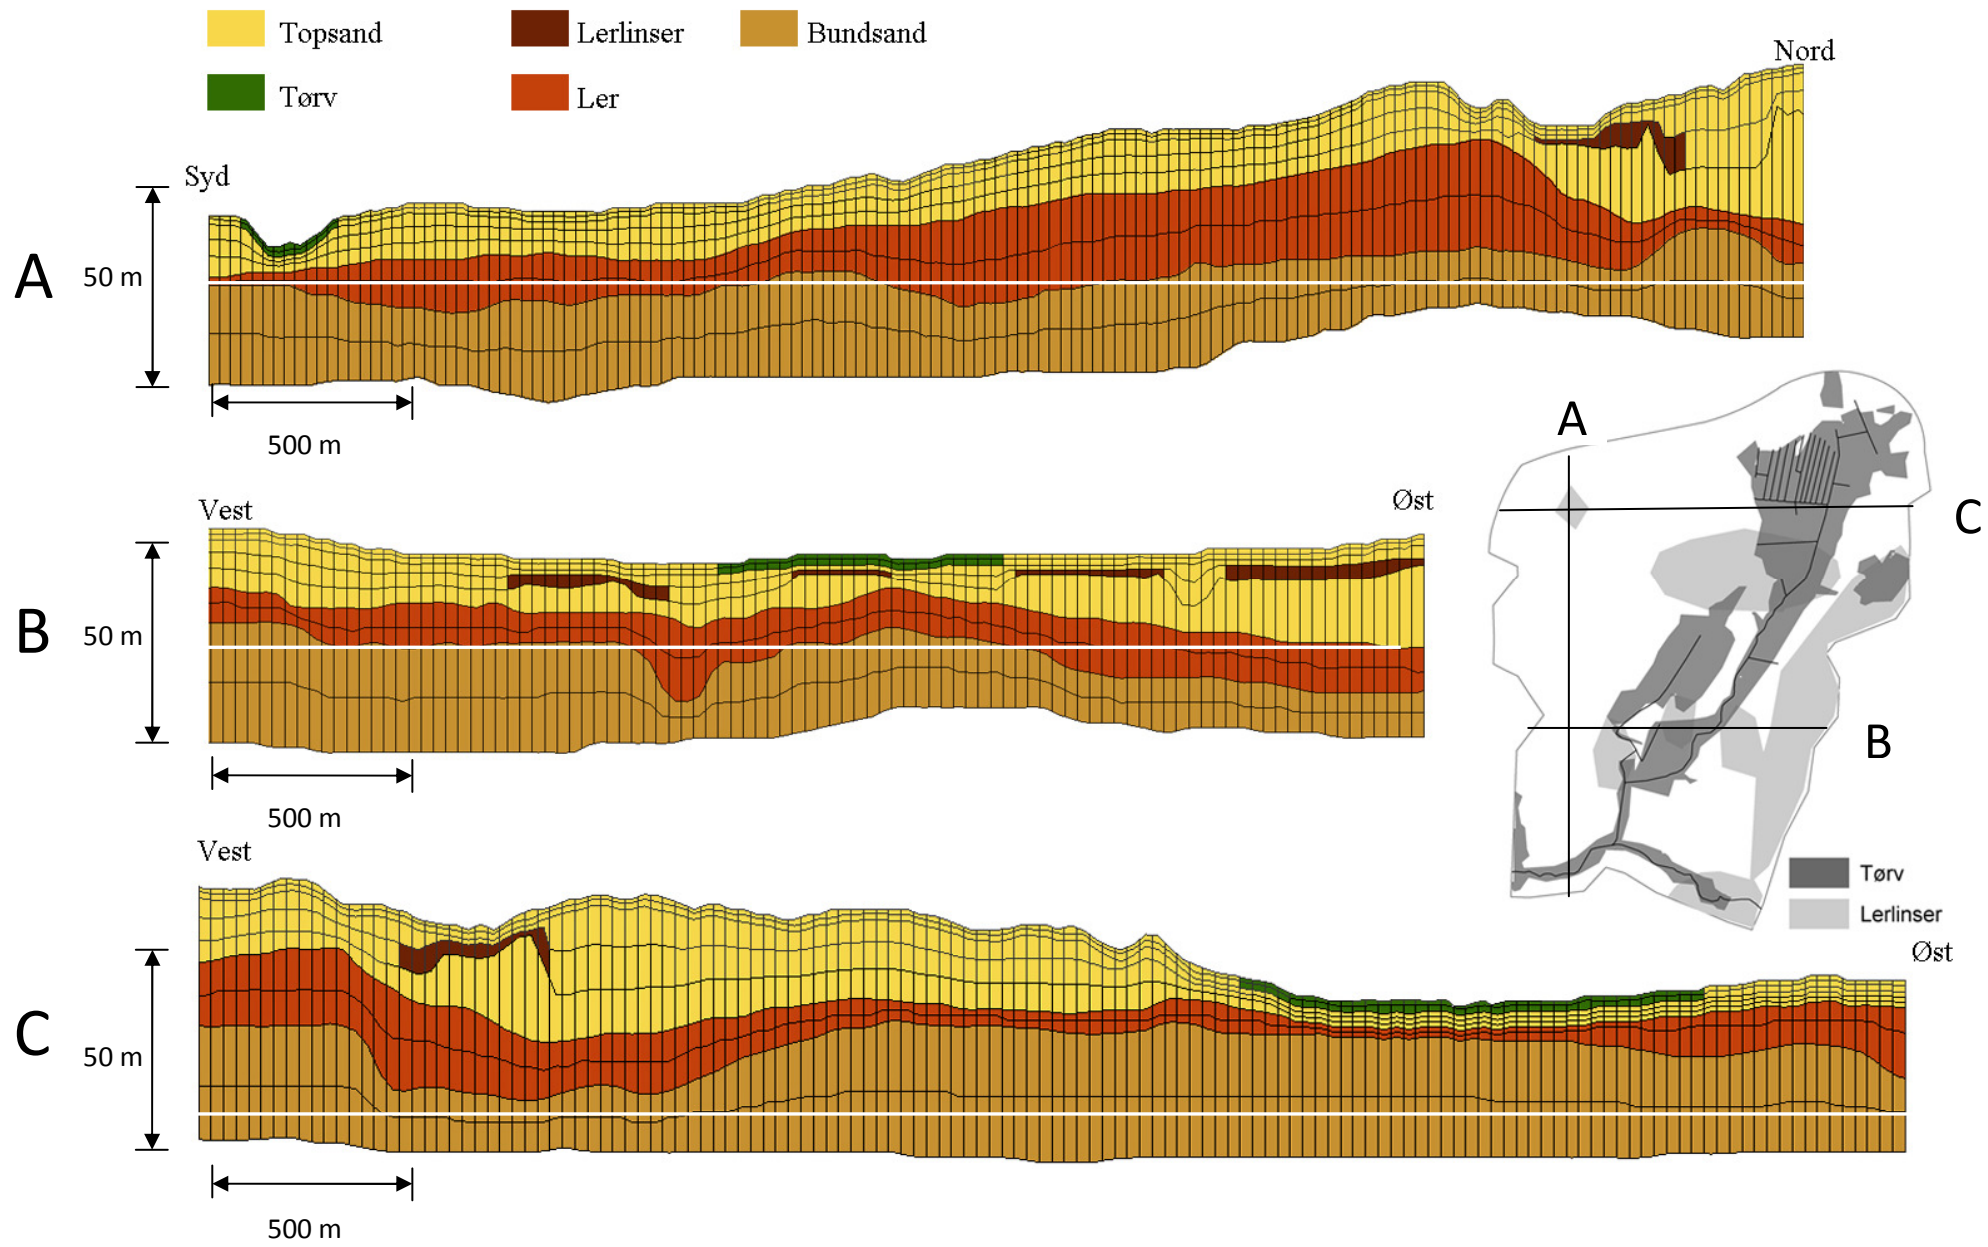 Topsand
Lerlinser
Bundsand
Tørv
Ler
Nord
Syd
A
50 m
500 m
A
C
B
Tørv
Lerlinser
Vest
Øst
B
50 m
500 m
Vest
Øst
C
50 m
500 m